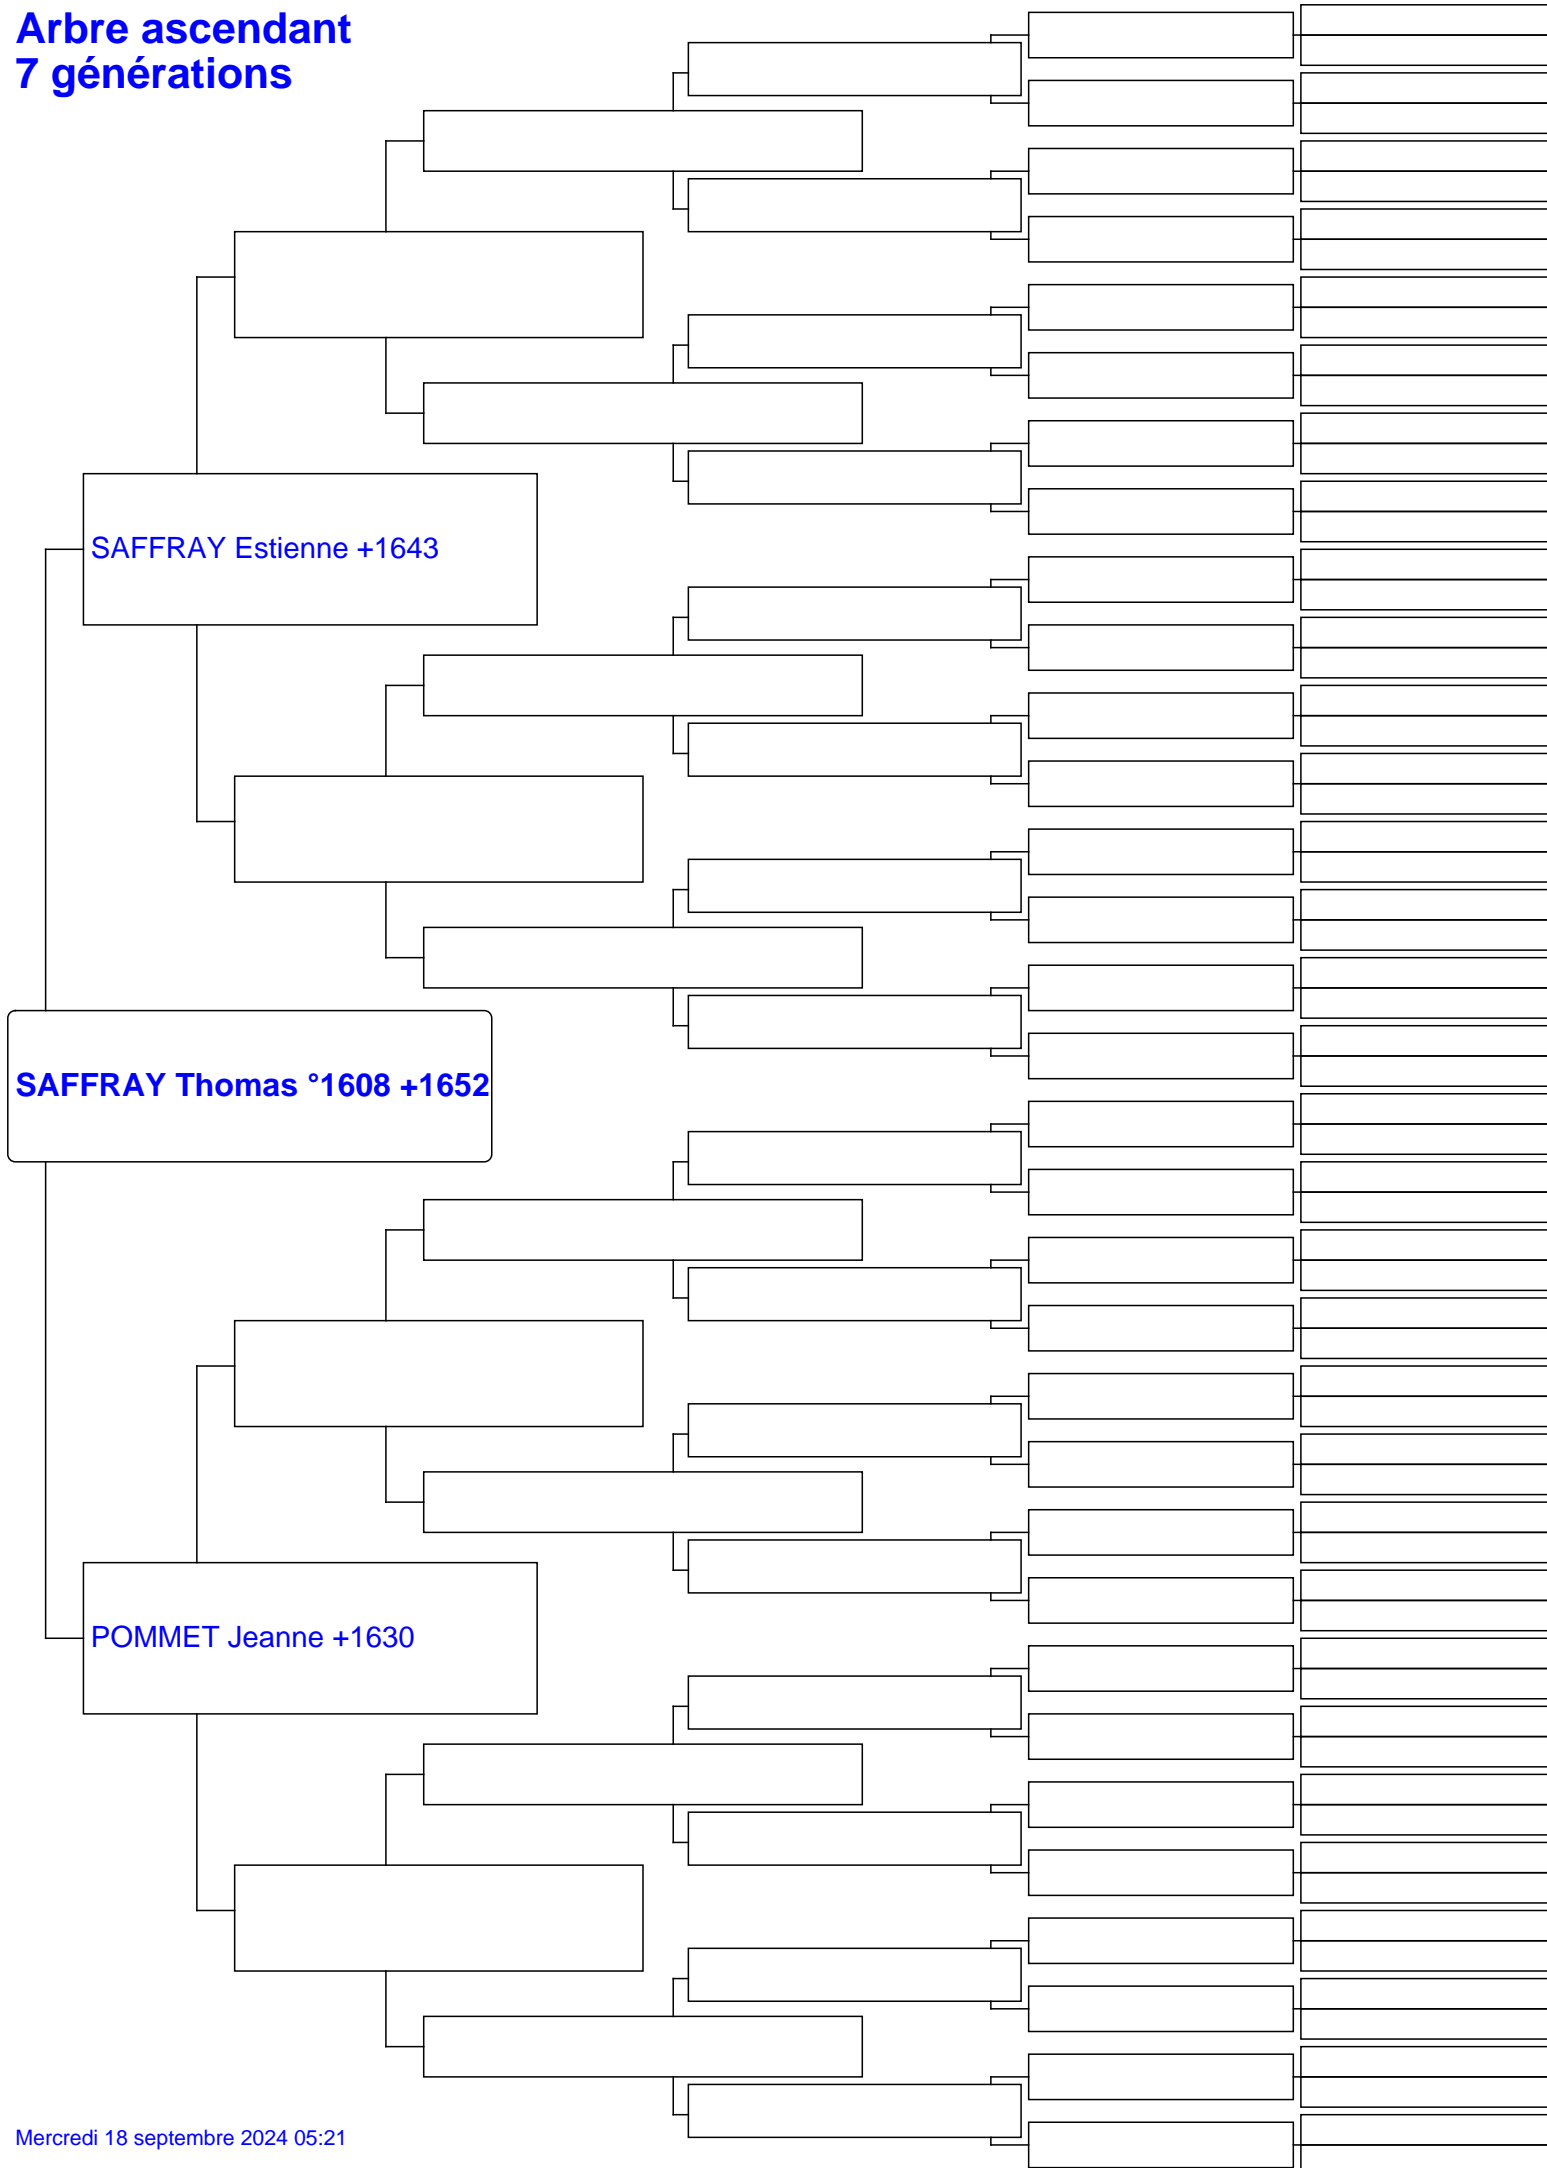 Arbre ascendant
7 générations
SAFFRAY Estienne +1643
SAFFRAY Thomas °1608 +1652
POMMET Jeanne +1630
Mercredi 18 septembre 2024 05:21